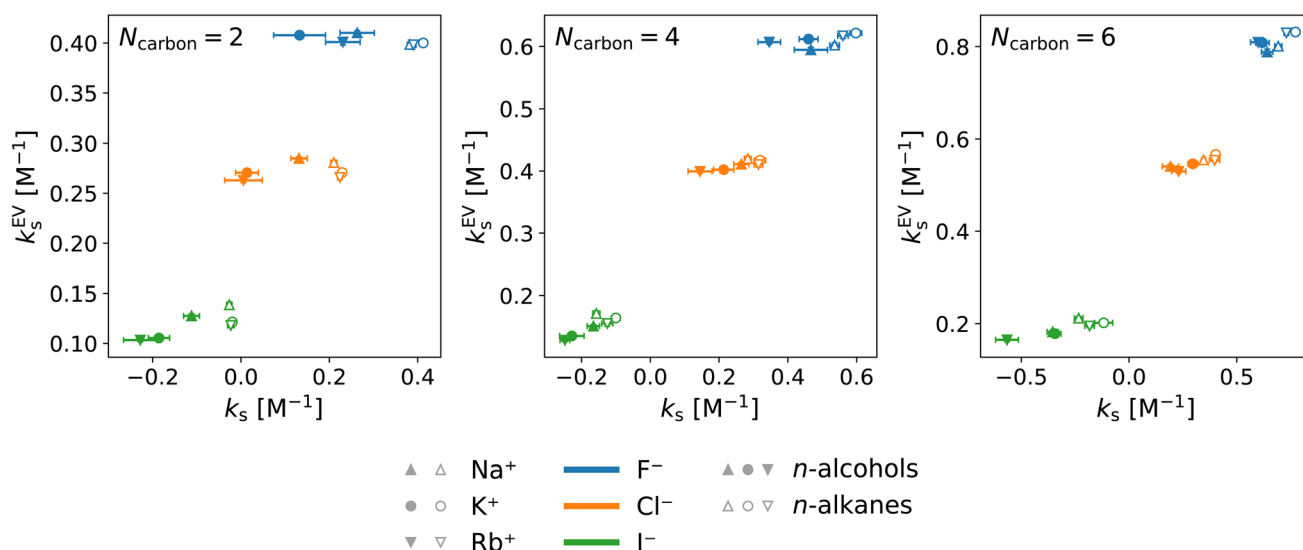 N_carbon = 2
0.40
0.35
0.30
0.25
0.20
0.15
0.10
k_s^EV [M⁻¹]
−0.2 0.0 0.2 0.4
k_s [M⁻¹]
N_carbon = 4
0.6
0.5
0.4
0.3
0.2
k_s^EV [M⁻¹]
−0.2 0.0 0.2 0.4 0.6
k_s [M⁻¹]
N_carbon = 6
0.8
0.6
0.4
0.2
k_s^EV [M⁻¹]
−0.5 0.0 0.5
k_s [M⁻¹]
Na⁺ F⁻ n-alcohols
K⁺ Cl⁻ n-alkanes
Rb⁺ I⁻